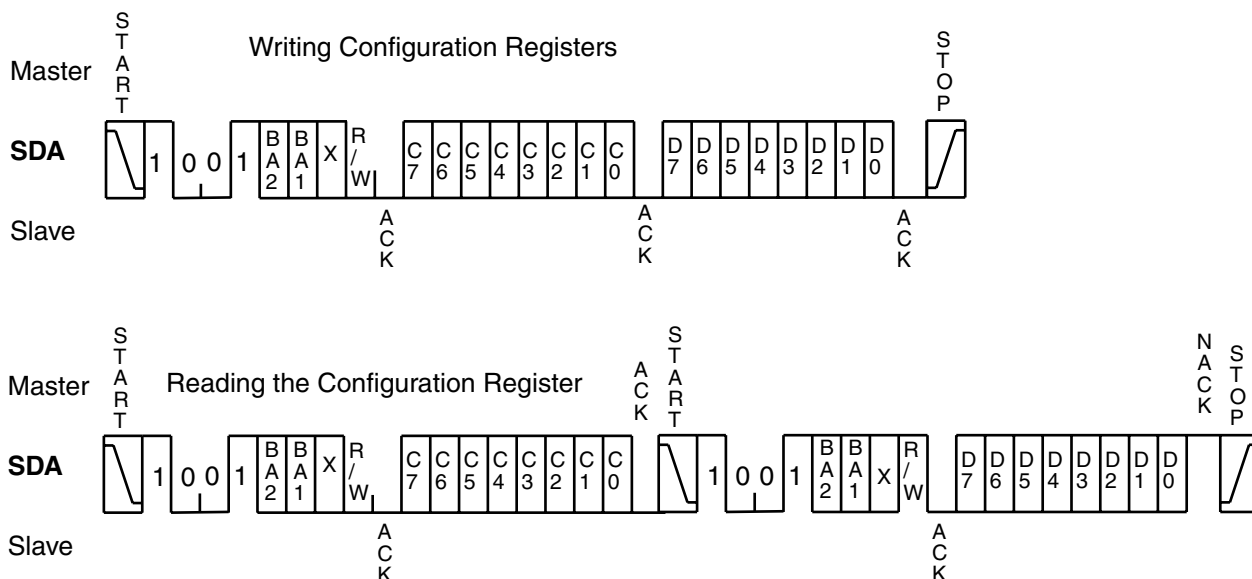 START
Writing Configuration Registers
STOP
Master
SDA
1 0 0 1 BA2 BA1 X R/W C7 C6 C5 C4 C3 C2 C1 C0 D7 D6 D5 D4 D3 D2 D1 D0
Slave
ACK ACK ACK
START ACK START NACK STOP
Master
Reading the Configuration Register
SDA
1 0 0 1 BA2 BA1 X R/W C7 C6 C5 C4 C3 C2 C1 C0 1 0 0 1 BA2 BA1 X R/W D7 D6 D5 D4 D3 D2 D1 D0
Slave
ACK ACK